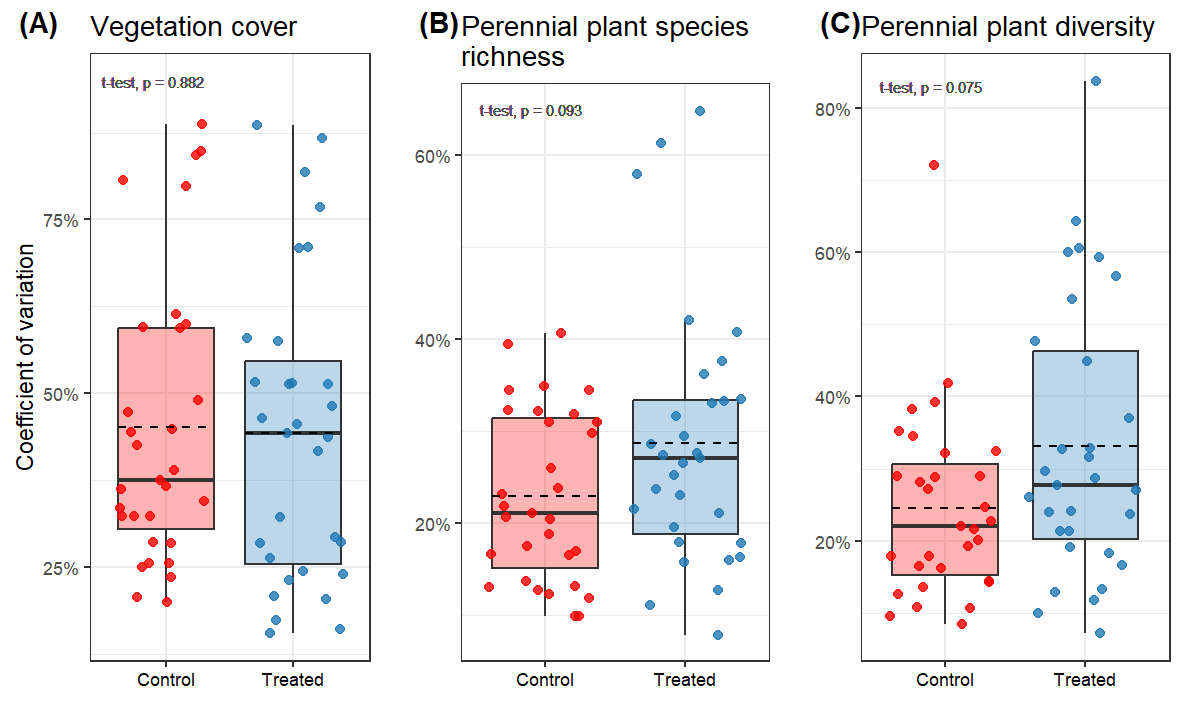 (A) Vegetation cover
t-test, p = 0.882
75%
50%
25%
Coefficient of variation
Control Treated
(B) Perennial plant species
richness
t-test, p = 0.093
60%
40%
20%
Control Treated
(C) Perennial plant diversity
t-test, p = 0.075
80%
60%
40%
20%
Control Treated